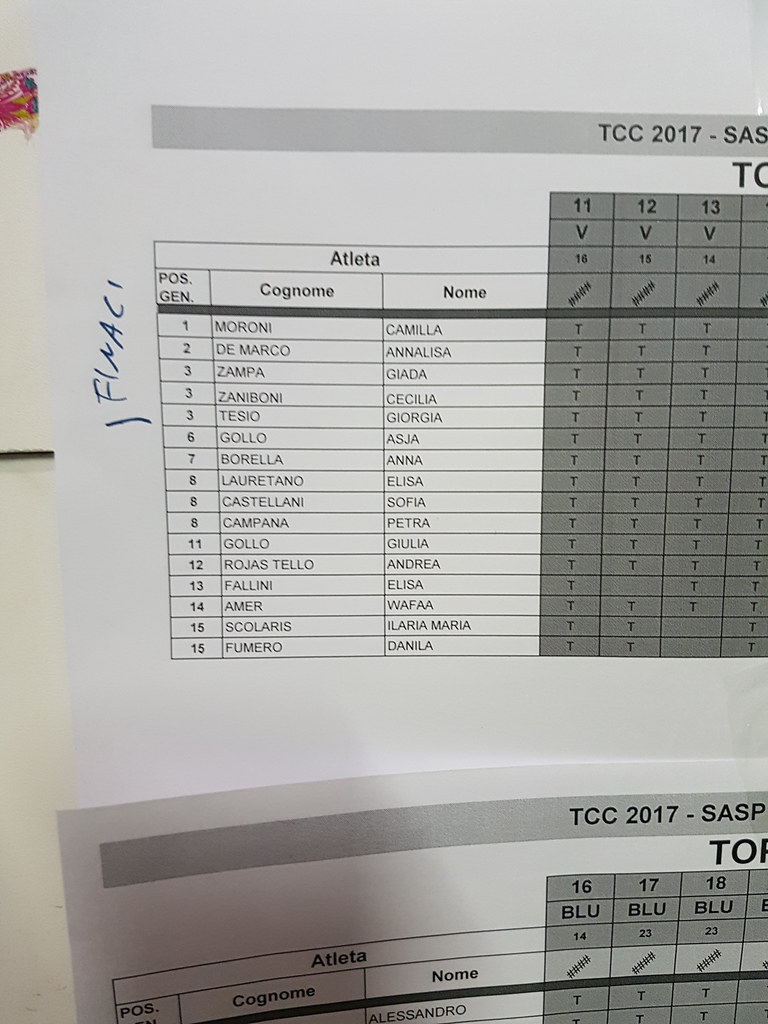 TCC 2017 - SAS
TO
11 12 13
V V V
Atleta 16 15 14
POS. GEN. Cognome Nome #### #### ####
1 MORONI CAMILLA T T T T
2 DE MARCO ANNALISA T T T T
3 ZAMPA GIADA T T T T
3 ZANIBONI CECILIA T T T T
3 TESIO GIORGIA T T T T
6 GOLLO ASJA T T T T
7 BORELLA ANNA T T T T
8 LAURETANO ELISA T T T T
8 CASTELLANI SOFIA T T T T
8 CAMPANA PETRA T T T T
11 GOLLO GIULIA T T T T
12 ROJAS TELLO ANDREA T T T T
13 FALLINI ELISA T T T
14 AMER WAFAA T T T T
15 SCOLARIS ILARIA MARIA T T T
15 FUMERO DANILA T T T
TCC 2017 - SASP
TOP
16 17 18
BLU BLU BLU
Atleta 14 23 23
POS. Cognome Nome #### #### ####
ALESSANDRO T T T